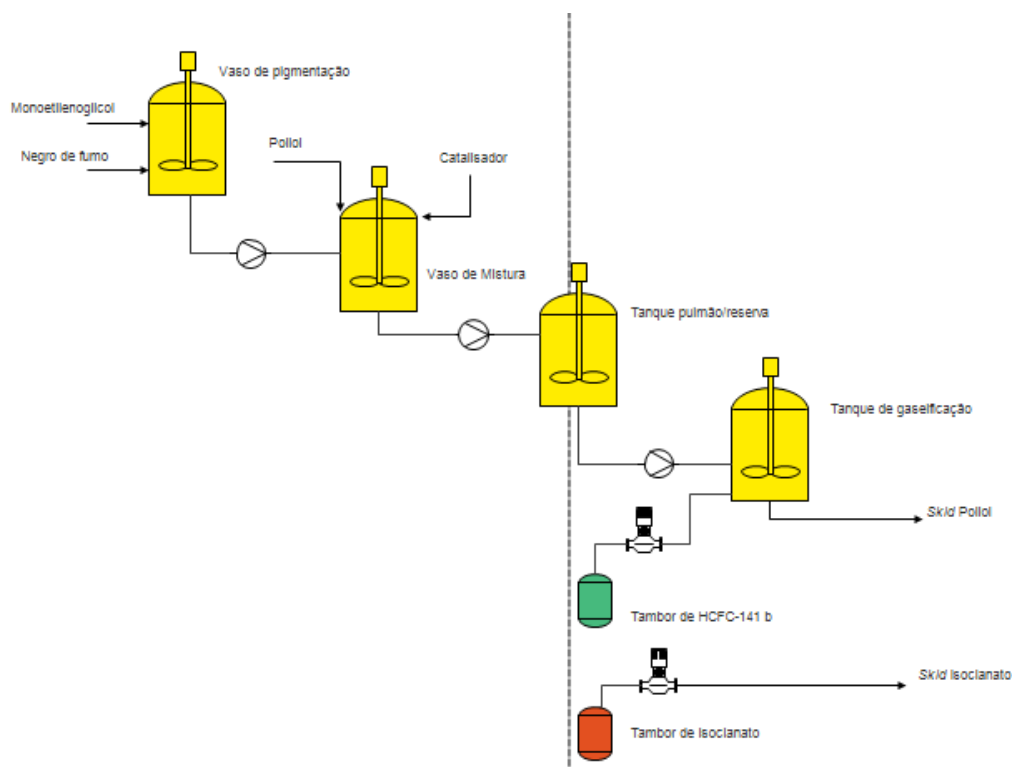 Vaso de pigmentação
Monoetilenoglicol
Negro de fumo
Poliol
Catalisador
Vaso de Mistura
Tanque pulmão/reserva
Tanque de gaseificação
Skid Poliol
Tambor de HCFC-141 b
Skid Isocianato
Tambor de Isocianato